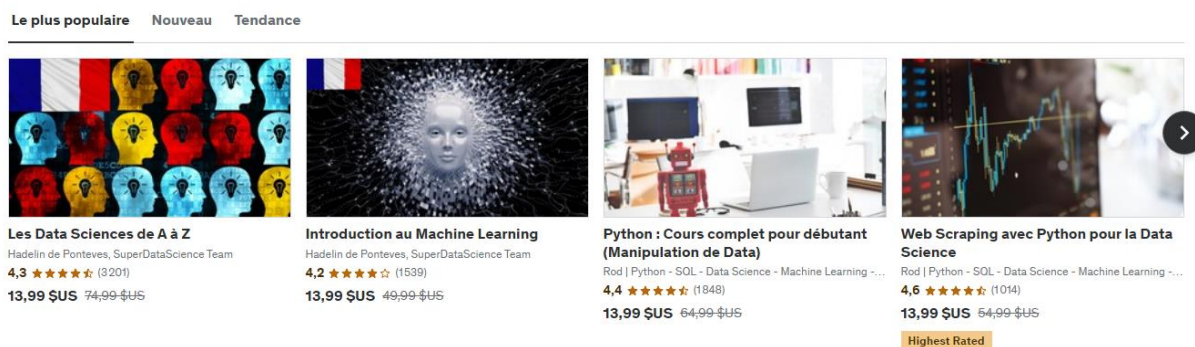 Le plus populaire Nouveau Tendance
Les Data Sciences de A à Z
Hadelin de Ponteves, SuperDataScience Team
4,3 (3 201)
13,99 $US 74,99 $US
Introduction au Machine Learning
Hadelin de Ponteves, SuperDataScience Team
4,2 (1539)
13,99 $US 49,99 $US
Python : Cours complet pour débutant
(Manipulation de Data)
Rod | Python - SQL - Data Science - Machine Learning -...
4,4 (1848)
13,99 $US 64,99 $US
Web Scraping avec Python pour la Data
Science
Rod | Python - SQL - Data Science - Machine Learning -...
4,6 (1014)
13,99 $US 54,99 $US
Highest Rated